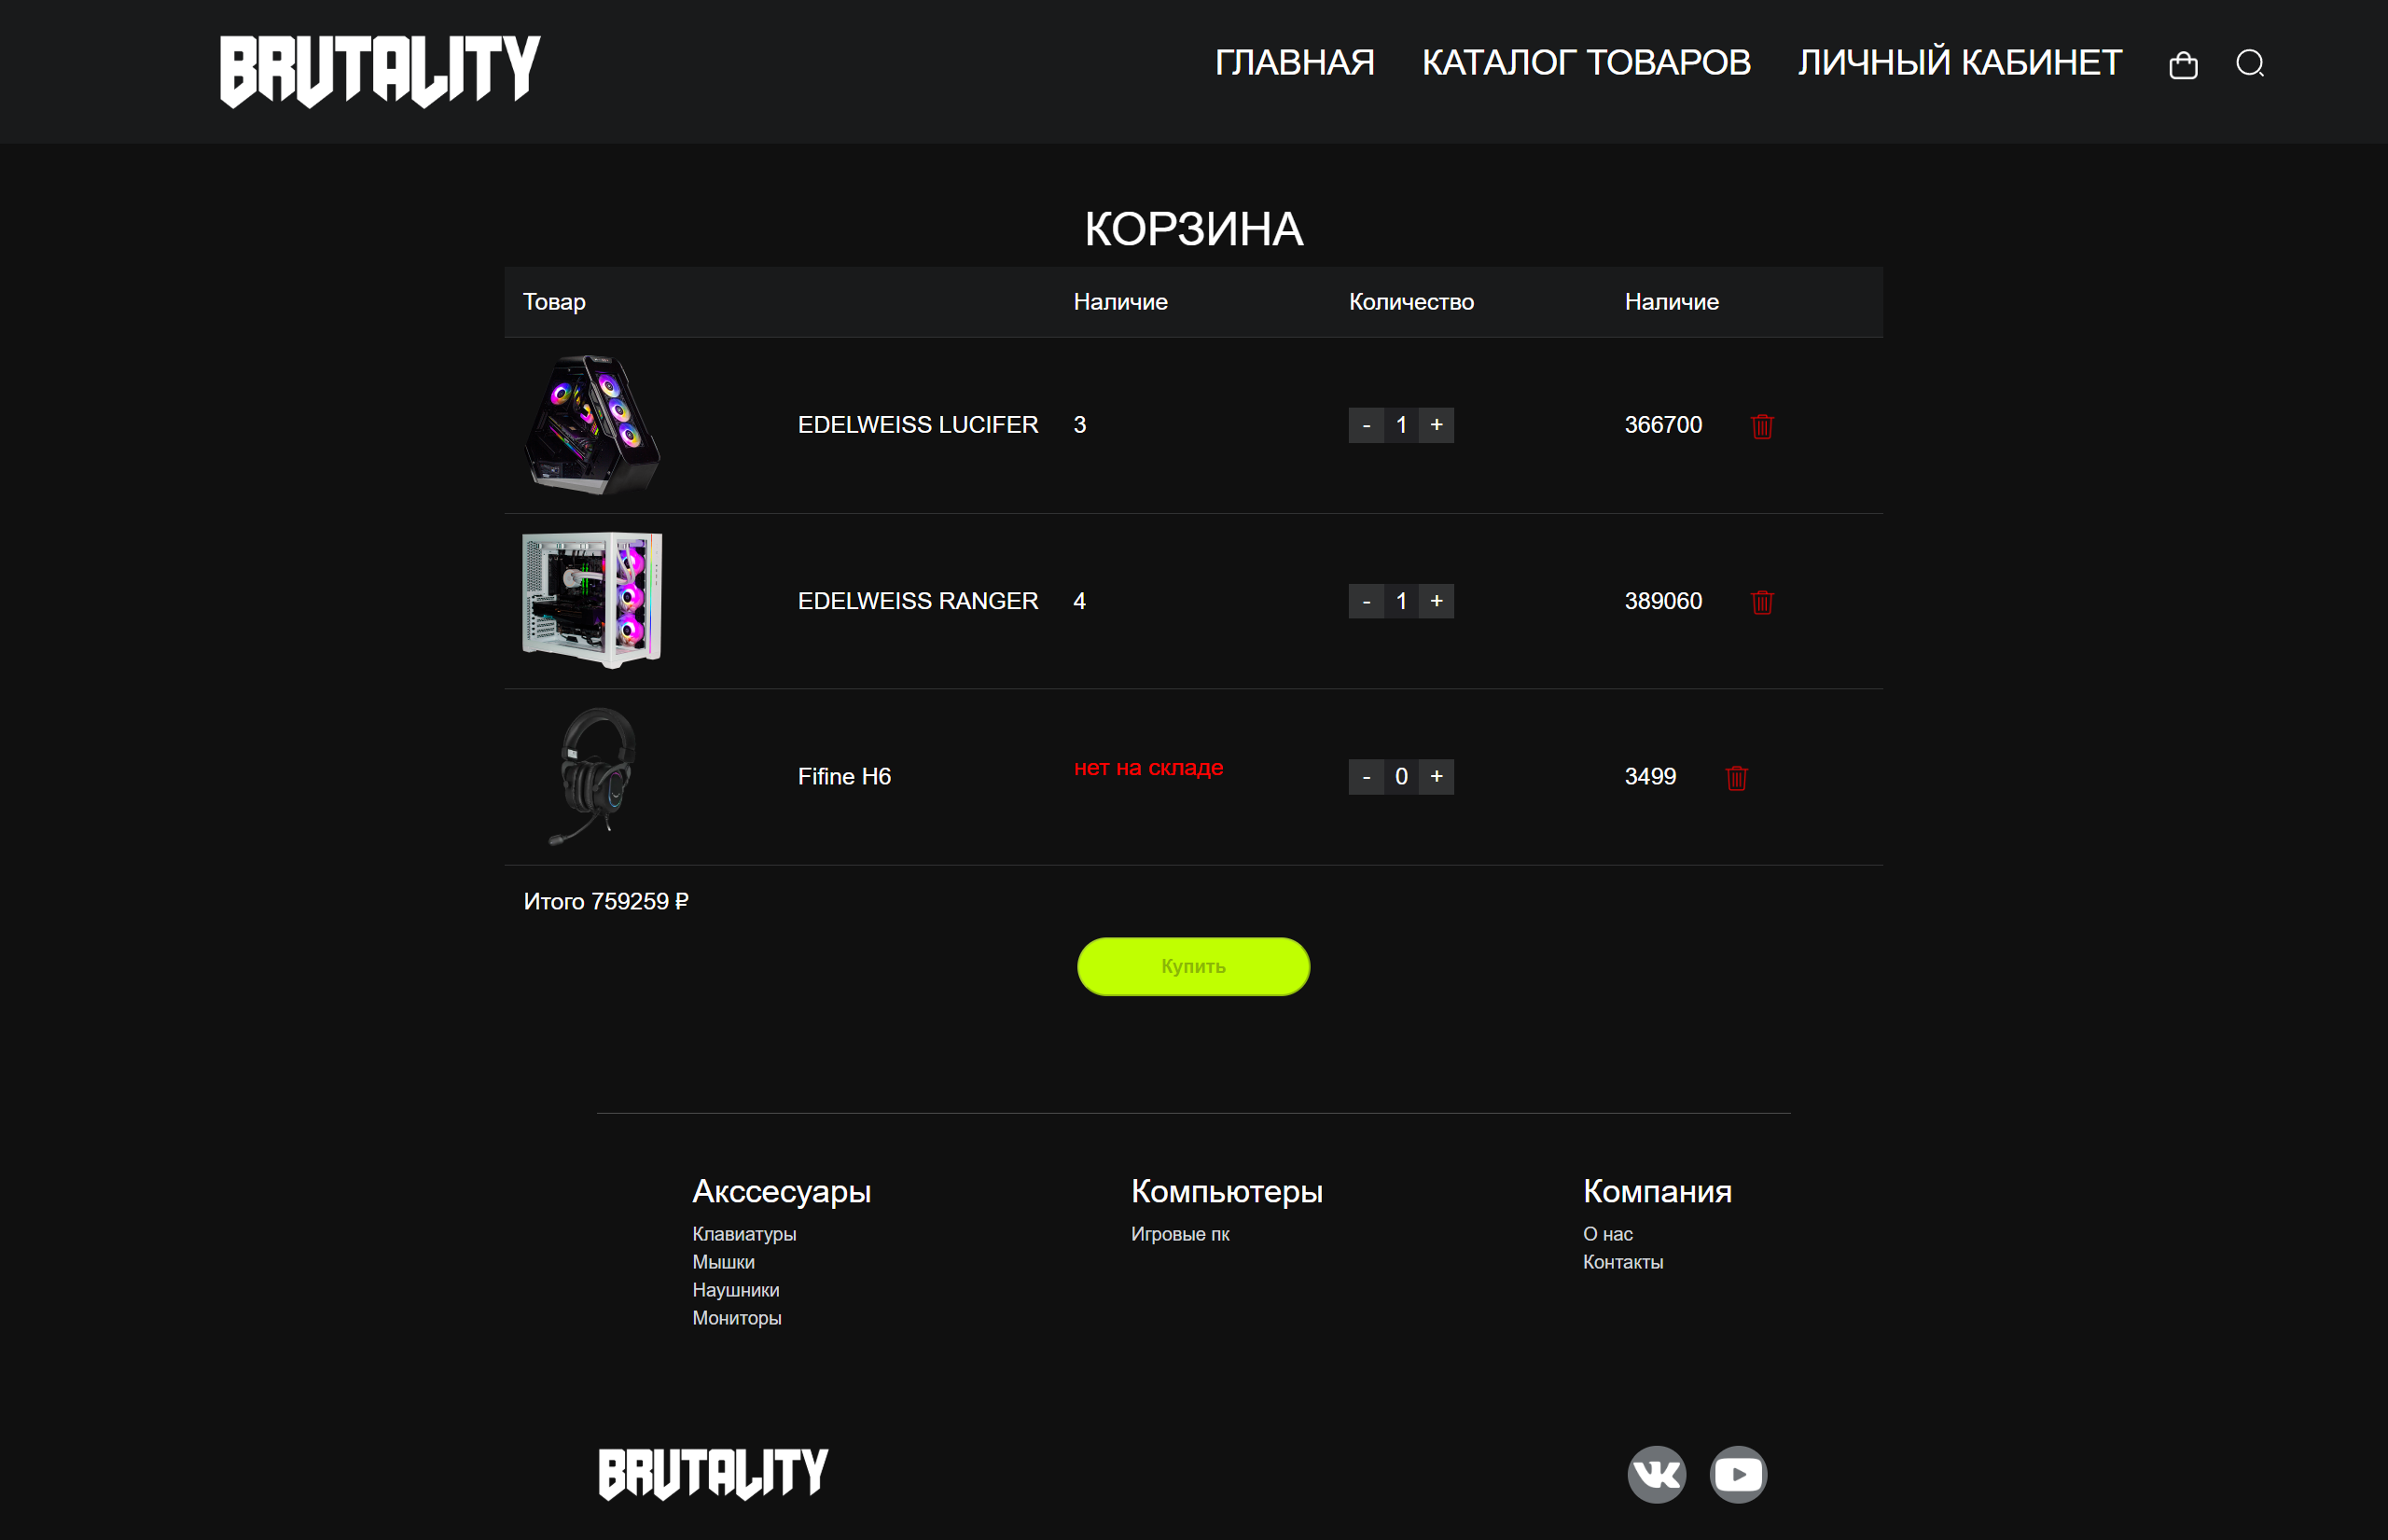 BRUTALITY
ГЛАВНАЯ КАТАЛОГ ТОВАРОВ ЛИЧНЫЙ КАБИНЕТ
КОРЗИНА
Товар Наличие Количество Наличие
EDELWEISS LUCIFER 3 - 1 + 366700
EDELWEISS RANGER 4 - 1 + 389060
Fifine H6 нет на складе - 0 + 3499
Итого 759259 ₽
Купить
Акссесуары Компьютеры Компания
Клавиатуры Игровые пк О нас
Мышки Контакты
Наушники
Мониторы
BRUTALITY